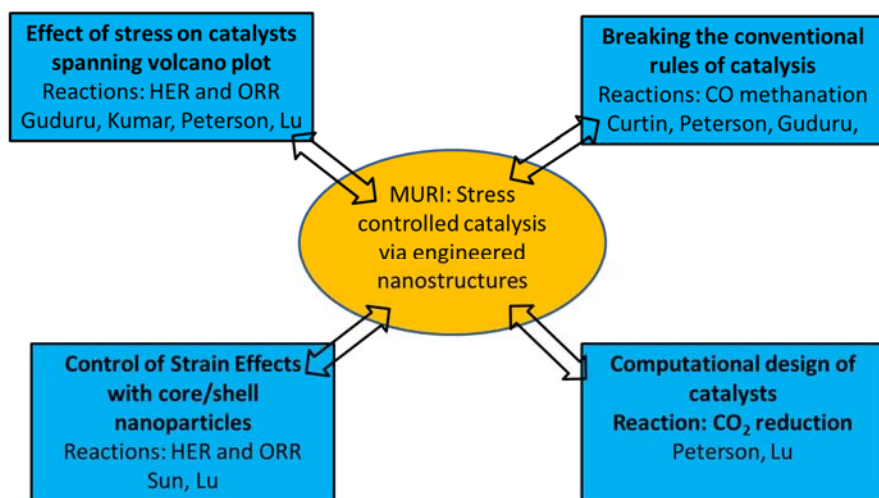 Effect of stress on catalysts
spanning volcano plot
Reactions: HER and ORR
Guduru, Kumar, Peterson, Lu
Breaking the conventional
rules of catalysis
Reactions: CO methanation
Curtin, Peterson, Guduru,
MURI: Stress
controlled catalysis
via engineered
nanostructures
Control of Strain Effects
with core/shell
nanoparticles
Reactions: HER and ORR
Sun, Lu
Computational design of
catalysts
Reaction: CO₂ reduction
Peterson, Lu